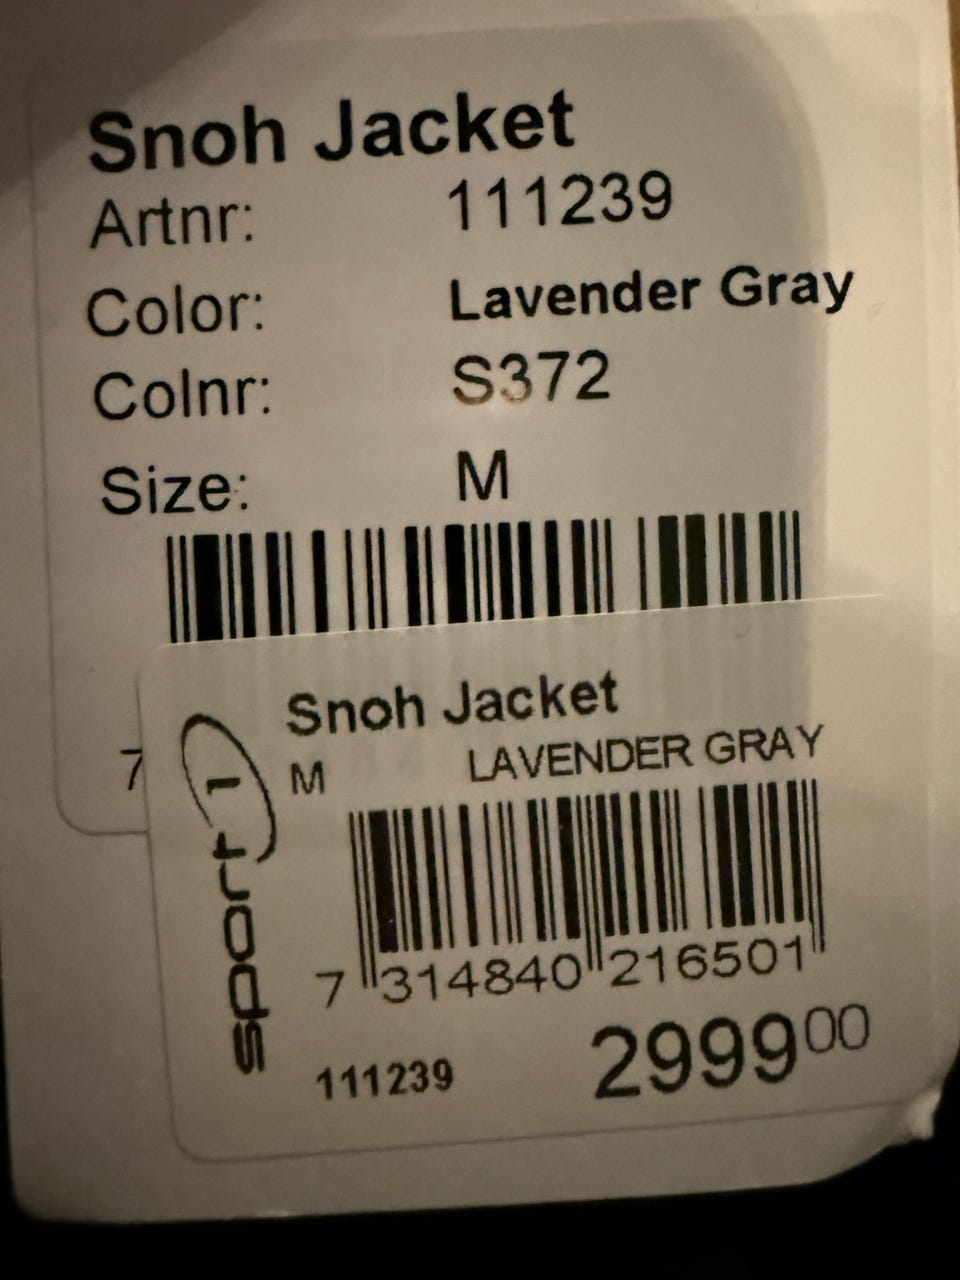 Snoh Jacket
Artnr: 111239
Color: Lavender Gray
Colnr: S372
Size: M
7
Snoh Jacket
M LAVENDER GRAY
sport 1
7 314840 216501
111239 2999 00